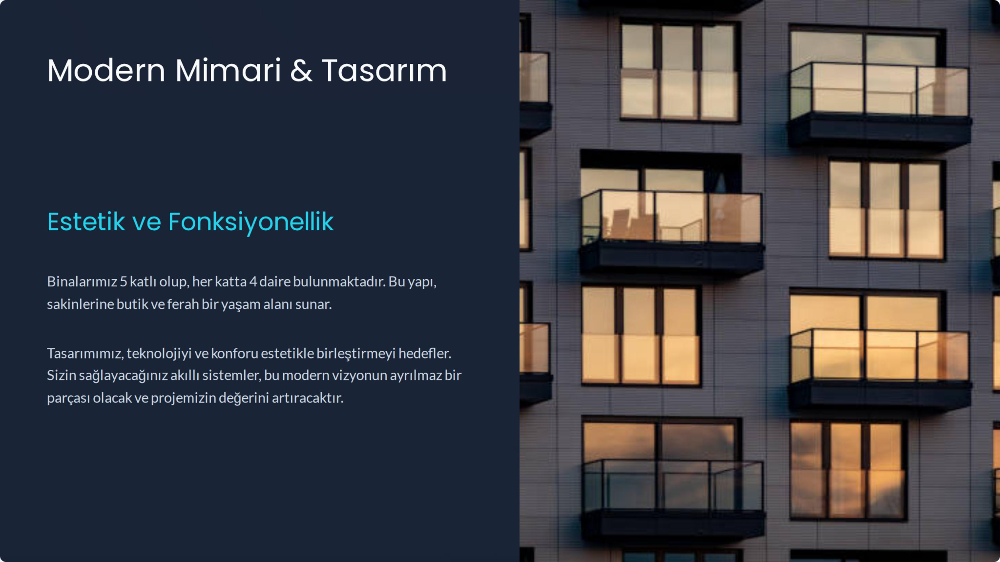 Modern Mimari & Tasarım
Estetik ve Fonksiyonellik
Binalarımız 5 katlı olup, her katta 4 daire bulunmaktadır. Bu yapı,
sakinlerine butik ve ferah bir yaşam alanı sunar.
Tasarımımız, teknolojiyi ve konforu estetikle birleştirmeyi hedefler.
Sizin sağlayacağınız akıllı sistemler, bu modern vizyonun ayrılmaz bir
parçası olacak ve projemizin değerini artıracaktır.